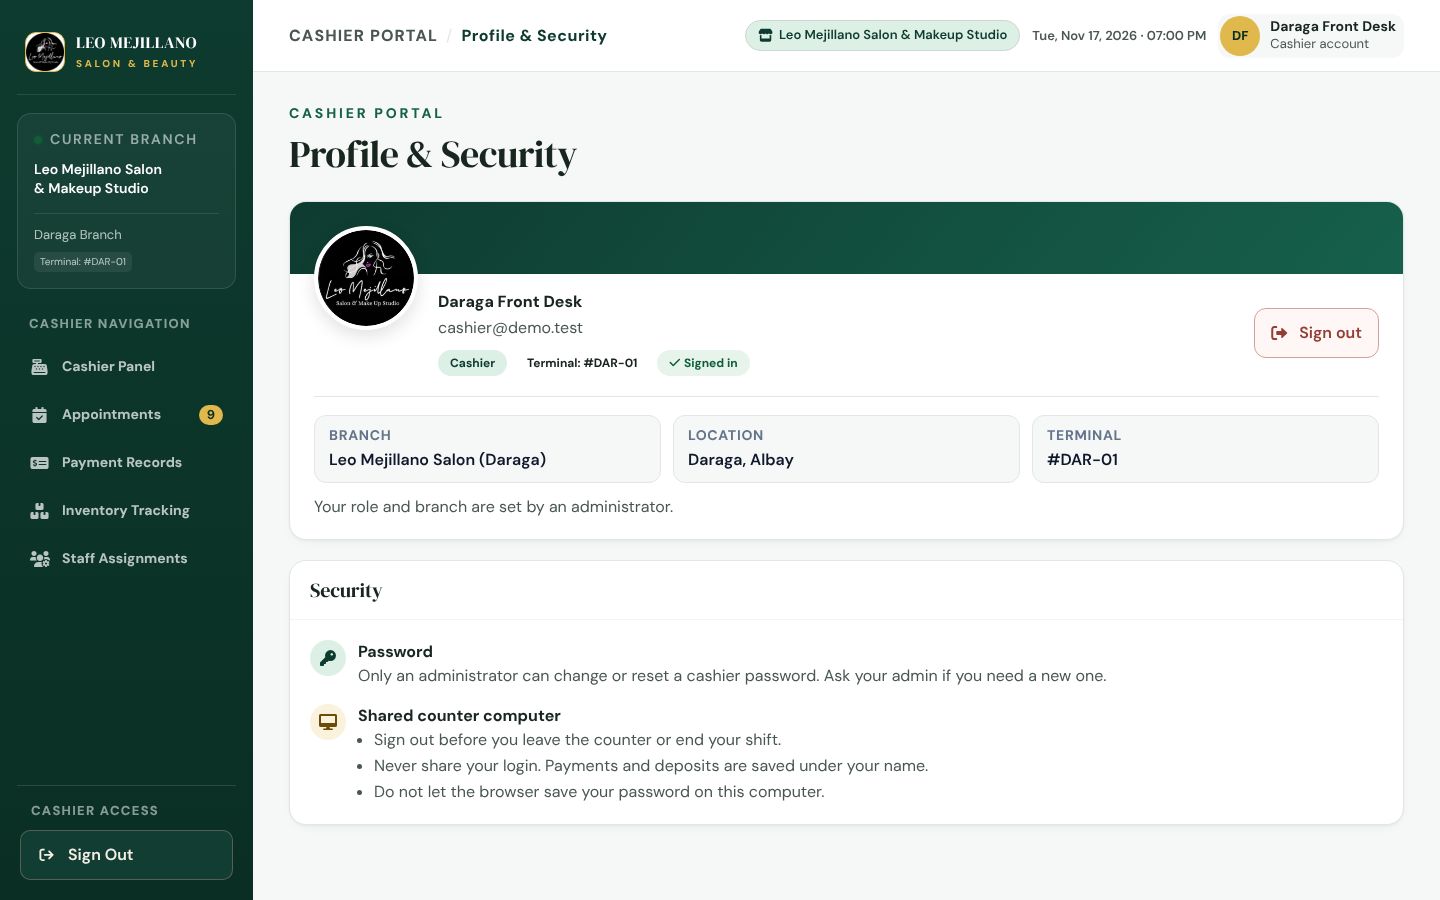 LEO MEJILLANO
SALON & BEAUTY
CURRENT BRANCH
Leo Mejillano Salon
& Makeup Studio
Daraga Branch
Terminal: #DAR-01
CASHIER NAVIGATION
Cashier Panel
Appointments 9
Payment Records
Inventory Tracking
Staff Assignments
CASHIER ACCESS
Sign Out
CASHIER PORTAL / Profile & Security
Leo Mejillano Salon & Makeup Studio
Tue, Nov 17, 2026 · 07:00 PM
DF
Daraga Front Desk
Cashier account
CASHIER PORTAL
Profile & Security
Leo Mejillano
Salon & Make Up Studio
Daraga Front Desk
cashier@demo.test
Cashier Terminal: #DAR-01 Signed in
Sign out
BRANCH
Leo Mejillano Salon (Daraga)
LOCATION
Daraga, Albay
TERMINAL
#DAR-01
Your role and branch are set by an administrator.
Security
Password
Only an administrator can change or reset a cashier password. Ask your admin if you need a new one.
Shared counter computer
• Sign out before you leave the counter or end your shift.
• Never share your login. Payments and deposits are saved under your name.
• Do not let the browser save your password on this computer.